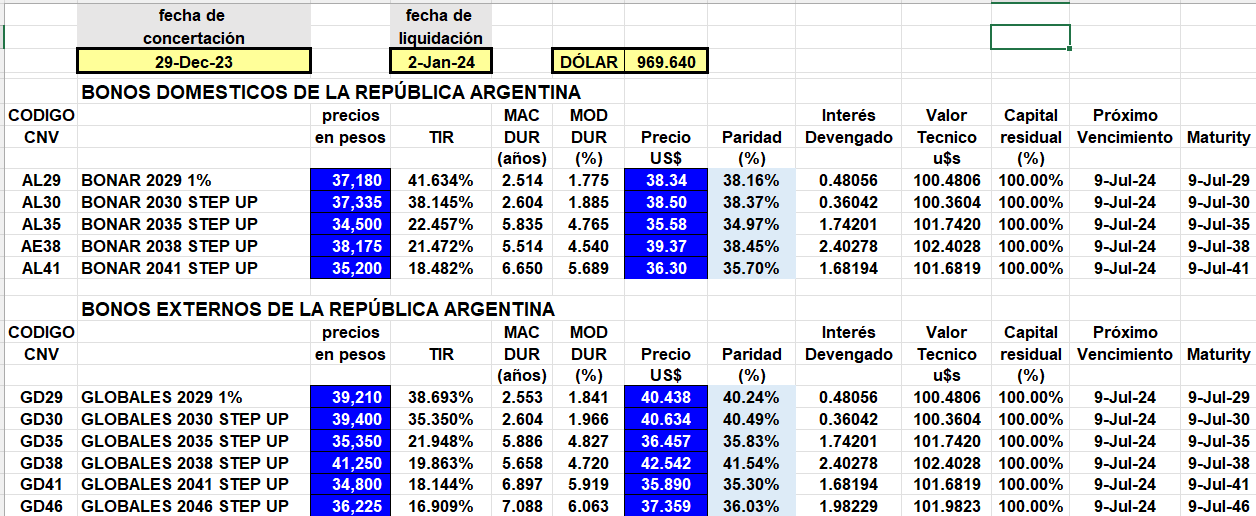 fecha de fecha de
concertación liquidación
29-Dec-23 2-Jan-24 DÓLAR 969.640
BONOS DOMESTICOS DE LA REPÚBLICA ARGENTINA
CODIGO precios MAC MOD Interés Valor Capital Próximo
CNV en pesos TIR DUR DUR Precio Paridad Devengado Tecnico residual Vencimiento Maturity
(años) (%) US$ (%) u$s (%)
AL29 BONAR 2029 1% 37,180 41.634% 2.514 1.775 38.34 38.16% 0.48056 100.4806 100.00% 9-Jul-24 9-Jul-29
AL30 BONAR 2030 STEP UP 37,335 38.145% 2.604 1.885 38.50 38.37% 0.36042 100.3604 100.00% 9-Jul-24 9-Jul-30
AL35 BONAR 2035 STEP UP 34,500 22.457% 5.835 4.765 35.58 34.97% 1.74201 101.7420 100.00% 9-Jul-24 9-Jul-35
AE38 BONAR 2038 STEP UP 38,175 21.472% 5.514 4.540 39.37 38.45% 2.40278 102.4028 100.00% 9-Jul-24 9-Jul-38
AL41 BONAR 2041 STEP UP 35,200 18.482% 6.650 5.689 36.30 35.70% 1.68194 101.6819 100.00% 9-Jul-24 9-Jul-41
BONOS EXTERNOS DE LA REPÚBLICA ARGENTINA
CODIGO precios MAC MOD Interés Valor Capital Próximo
CNV en pesos TIR DUR DUR Precio Paridad Devengado Tecnico residual Vencimiento Maturity
(años) (%) US$ (%) u$s (%)
GD29 GLOBALES 2029 1% 39,210 38.693% 2.553 1.841 40.438 40.24% 0.48056 100.4806 100.00% 9-Jul-24 9-Jul-29
GD30 GLOBALES 2030 STEP UP 39,400 35.350% 2.604 1.966 40.634 40.49% 0.36042 100.3604 100.00% 9-Jul-24 9-Jul-30
GD35 GLOBALES 2035 STEP UP 35,350 21.948% 5.886 4.827 36.457 35.83% 1.74201 101.7420 100.00% 9-Jul-24 9-Jul-35
GD38 GLOBALES 2038 STEP UP 41,250 19.863% 5.658 4.720 42.542 41.54% 2.40278 102.4028 100.00% 9-Jul-24 9-Jul-38
GD41 GLOBALES 2041 STEP UP 34,800 18.144% 6.897 5.919 35.890 35.30% 1.68194 101.6819 100.00% 9-Jul-24 9-Jul-41
GD46 GLOBALES 2046 STEP UP 36,225 16.909% 7.088 6.063 37.359 36.03% 1.98229 101.9823 100.00% 9-Jul-24 9-Jul-46